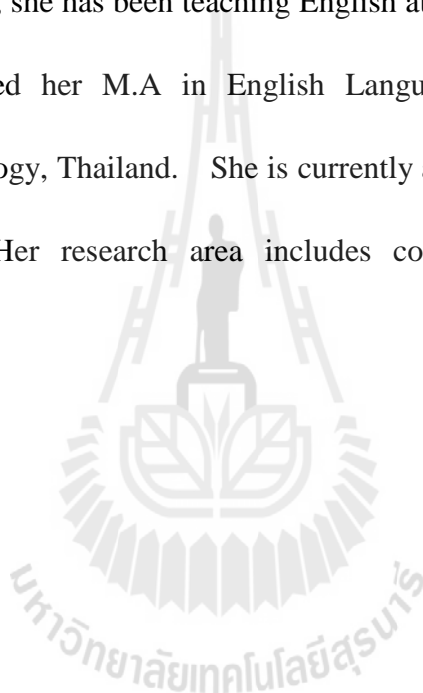 she has been teaching English
ed her M.A in English
ogy, Thailand. She is currently
Her research area includes
มหาวิทยาลัยเทคโนโลยีสุรนารี